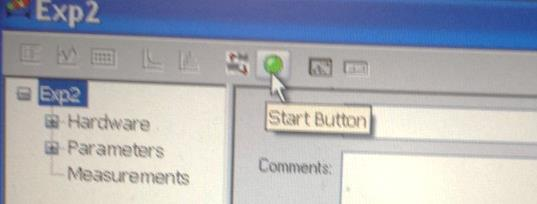 Exp2
Exp2
Hardware
Parameters
Measurements
Start Button
Comments: